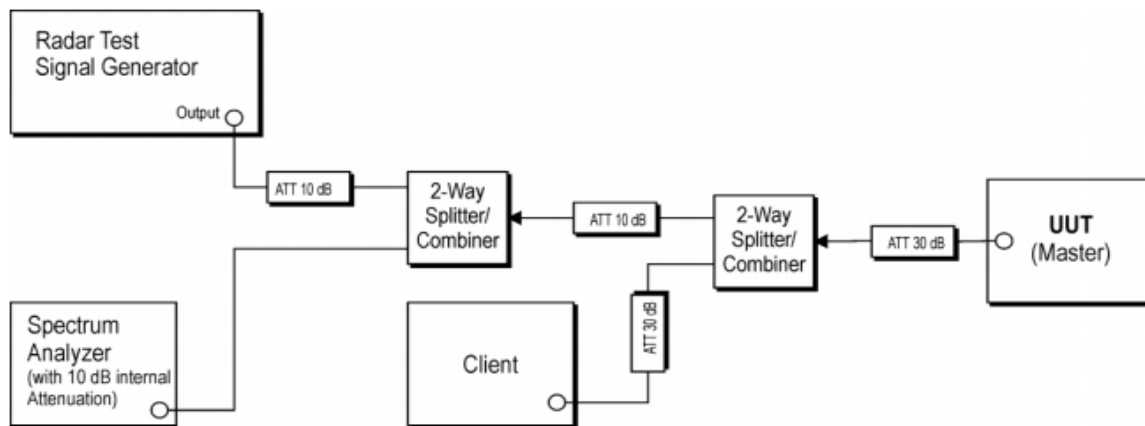 Radar Test
Signal Generator
Output
ATT 10 dB
2-Way
Splitter/
Combiner
ATT 10 dB
2-Way
Splitter/
Combiner
ATT 30 dB
UUT
(Master)
Spectrum
Analyzer
(with 10 dB internal
Attenuation)
Client
ATT 30 dB